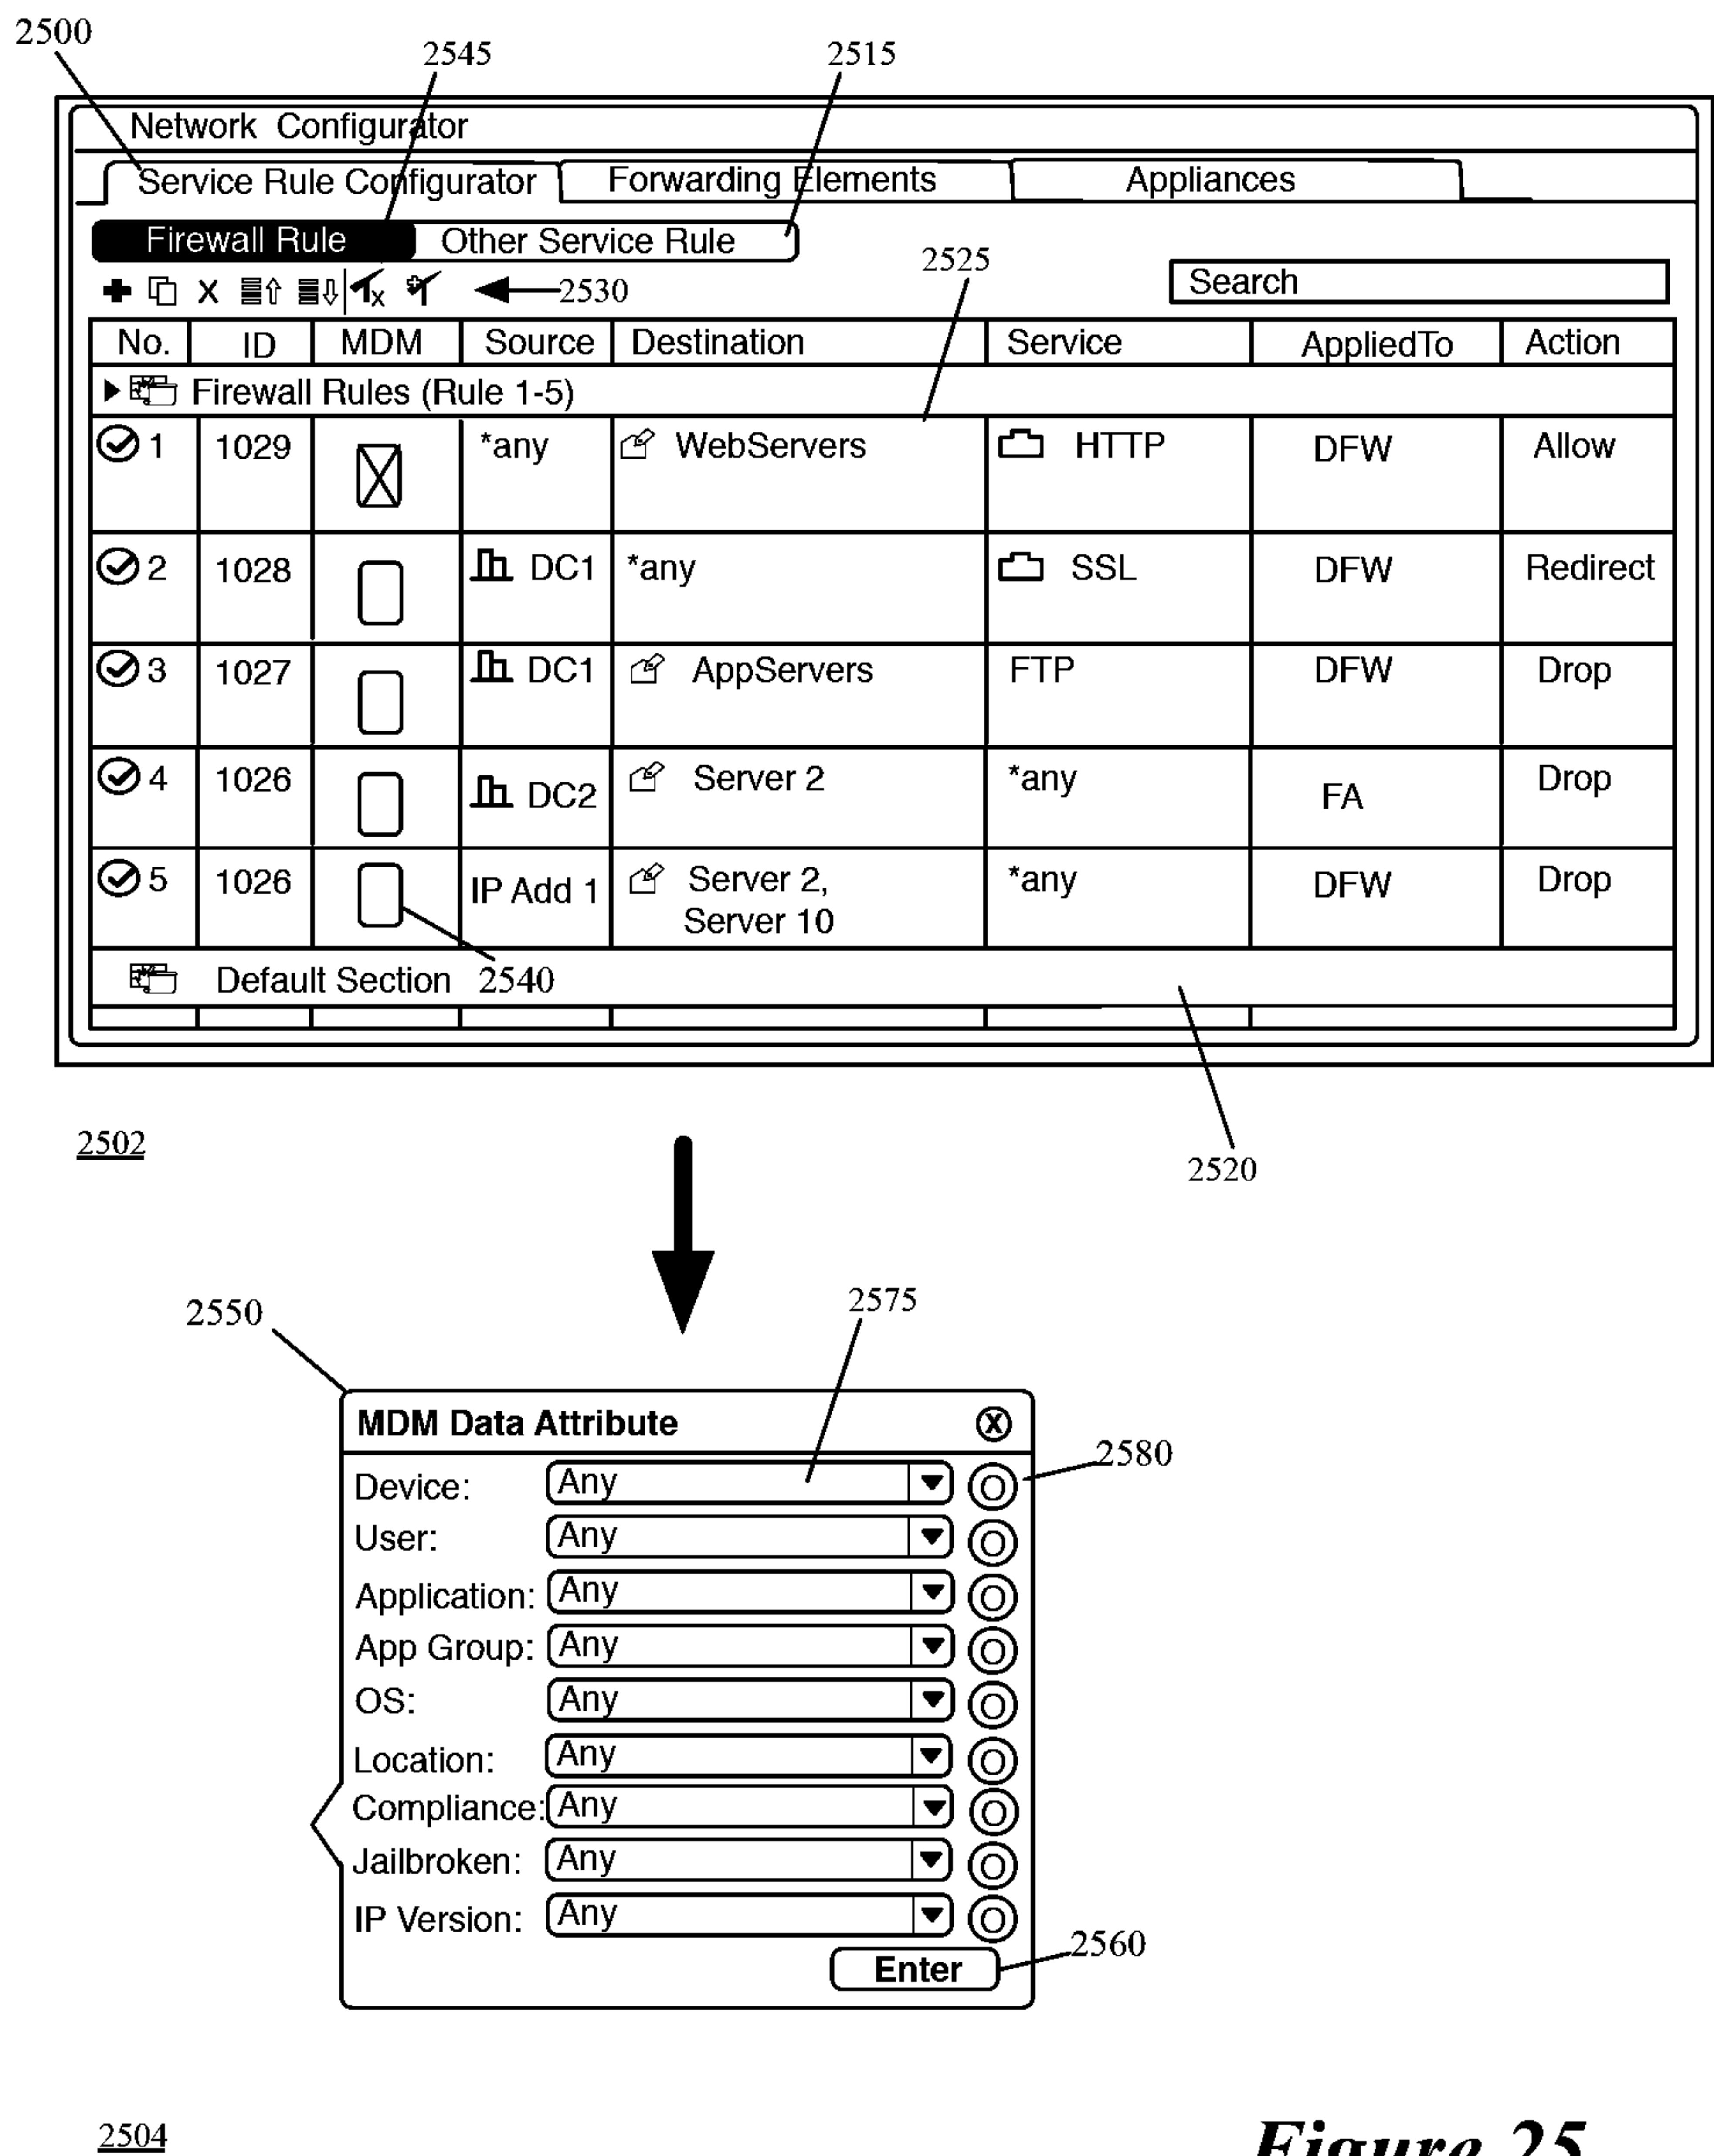 2500
2545
2515
Network Configurator
Service Rule Configurator Forwarding Elements Appliances
Firewall Rule Other Service Rule
2525
2530
Search
No. ID MDM Source Destination Service AppliedTo Action
Firewall Rules (Rule 1-5)
1 1029 *any WebServers HTTP DFW Allow
2 1028 DC1 *any SSL DFW Redirect
3 1027 DC1 AppServers FTP DFW Drop
4 1026 DC2 Server 2 *any FA Drop
5 1026 IP Add 1 Server 2, *any DFW Drop
Server 10
Default Section 2540
2502
2520
2550
2575
MDM Data Attribute X
2580
Device: Any O
User: Any O
Application: Any O
App Group: Any O
OS: Any O
Location: Any O
Compliance: Any O
Jailbroken: Any O
IP Version: Any O
Enter 2560
2504
Figure 25